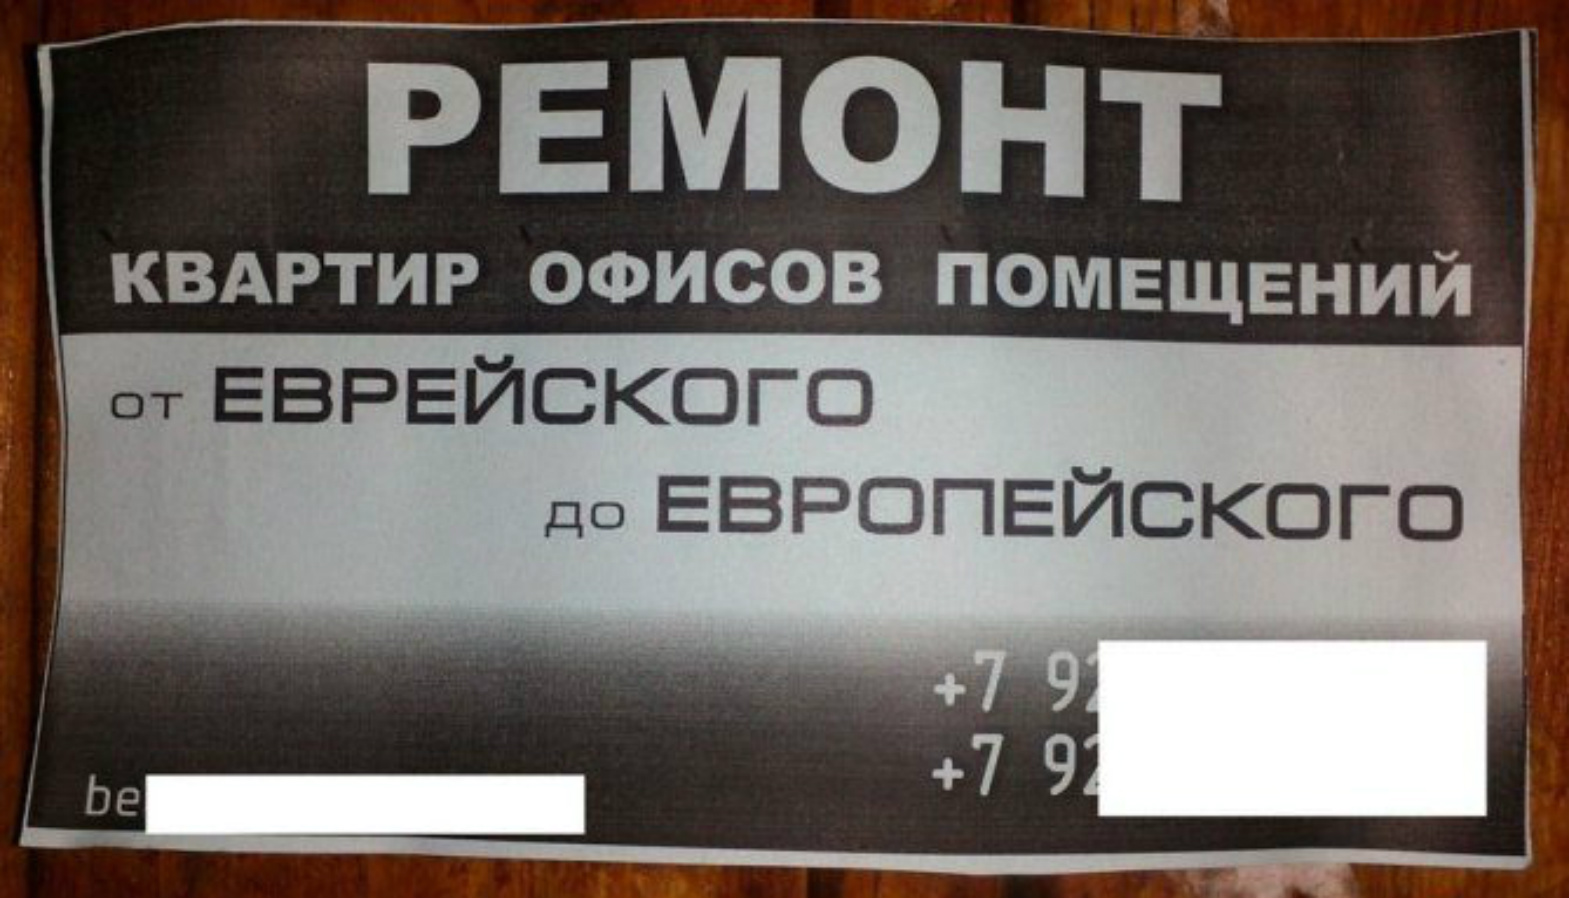 РЕМОНТ
КВАРТИР ОФИСОВ ПОМЕЩЕНИЙ
от ЕВРЕЙСКОГО
до ЕВРОПЕЙСКОГО
+7 92
+7 92
be